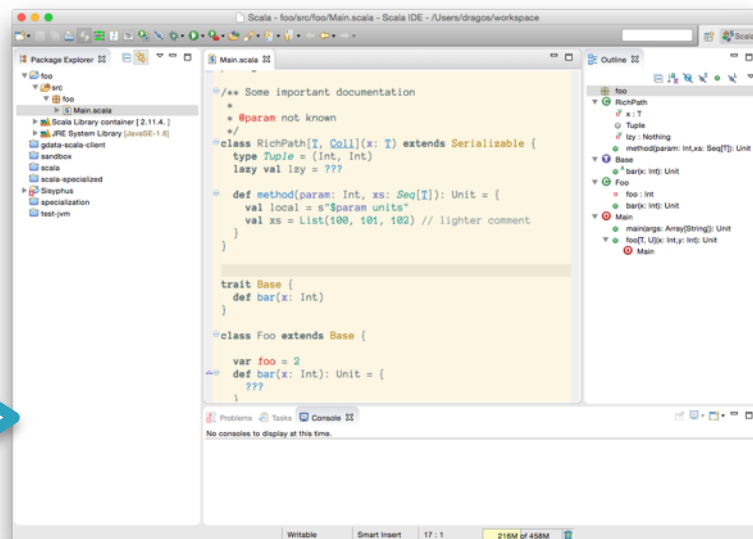 Scala - foo/src/foo/Main.scala - Scala IDE - /Users/dragos/workspace
Scala
Package Explorer
foo
src
foo
Main.scala
Scala Library container [ 2.11.4. ]
JRE System Library [JavaSE-1.6]
gdata-scala-client
sandbox
scala
scala-specialized
Sisyphus
specialization
test-jvm
Main.scala
/** Some important documentation
*
* @param not known
*/
class RichPath[T, Coll](x: T) extends Serializable {
type Tuple = (Int, Int)
lazy val lzy = ???
def method(param: Int, xs: Seq[T]): Unit = {
val local = s"$param units"
val xs = List(100, 101, 102) // lighter comment
}
}
trait Base {
def bar(x: Int)
}
class Foo extends Base {
var foo = 2
def bar(x: Int): Unit = {
???
}
Outline
foo
RichPath
x : T
Tuple
lzy : Nothing
method(param: Int,xs: Seq[T]): Unit
Base
bar(x: Int): Unit
Foo
foo : Int
bar(x: Int): Unit
Main
main(args: Array[String]): Unit
foo[T, U](x: Int,y: Int): Unit
Main
Problems Tasks Console
No consoles to display at this time.
Writable Smart Insert 17 : 1 216M of 458M